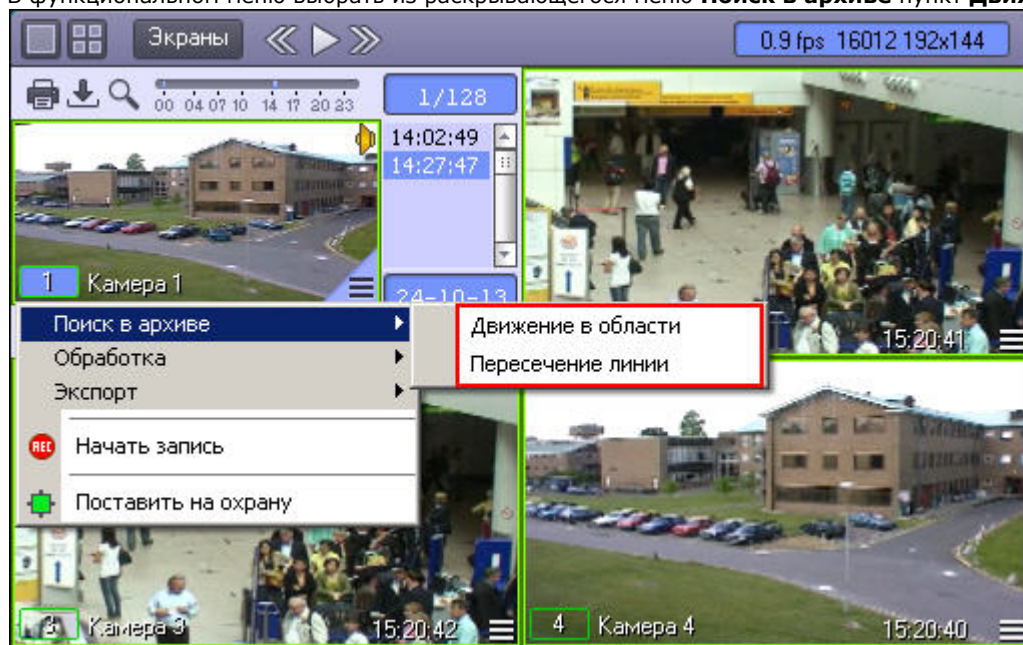 В функциональном меню выбрать из раскрывающегося меню Поиск в архиве пункт
Экраны
0.9 fps 16012 192x144
00 04 07 10 14 17 20 23
1/128
14:02:49
14:27:47
1 Камера 1
24-10-13
Поиск в архиве
Движение в области
Пересечение линии
15:20:41
Обработка
Экспорт
REC Начать запись
Поставить на охрану
3 Камера 3
15:20:42
4 Камера 4
15:20:40